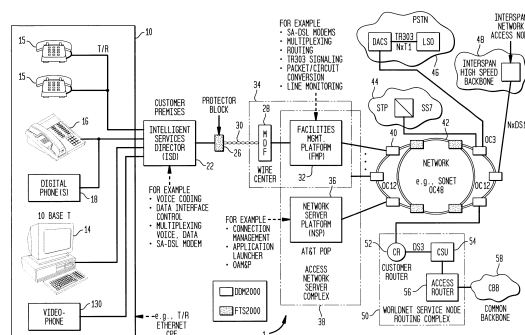 10
15
T/R
15
16
DIGITAL
PHONE(S)
18
10 BASE T
14
VIDEO-
PHONE
130
e.g., T/R
ETHERNET
CPE
CUSTOMER
PREMISES
INTELLIGENT
SERVICES
DIRECTOR
(ISD)
22
FOR EXAMPLE
• VOICE CODING
• DATA INTERFACE
CONTROL
• MULTIPLEXING
VOICE, DATA
• SA-DSL MODEM
PROTECTOR
BLOCK
26
30
34
28
MDF
WIRE
CENTER
FOR EXAMPLE
• SA-DSL MODEMS
• MULTIPLEXING
• ROUTING
• TR303 SIGNALING
• PACKET/CIRCUIT
CONVERSION
• LINE MONITORING
FACILITIES
MGMT
PLATFORM
(FMP)
32
36
NETWORK
SERVER
PLATFORM
(NSP)
FOR EXAMPLE
• CONNECTION
MANAGEMENT
• APPLICATION
LAUNCHER
• OAM&P
AT&T POP
ACCESS
NETWORK
SERVER
COMPLEX
38
DDM2000
FTS2000
1
PSTN
DACS
TR303
NxT1
LSO
46
44
STP
SS7
INTERSPAN
NETWORK
ACCESS NODE
48
INTERSPAN
HIGH SPEED
BACKBONE
NxDS1
40
42
OC3
NETWORK
e.g., SONET
OC48
OC12
OC12
52
CR
DS3
CSU
54
CUSTOMER
ROUTER
56
ACCESS
ROUTER
58
CBB
COMMON
BACKBONE
50
WORLDNET SERVICE NODE
ROUTING COMPLEX